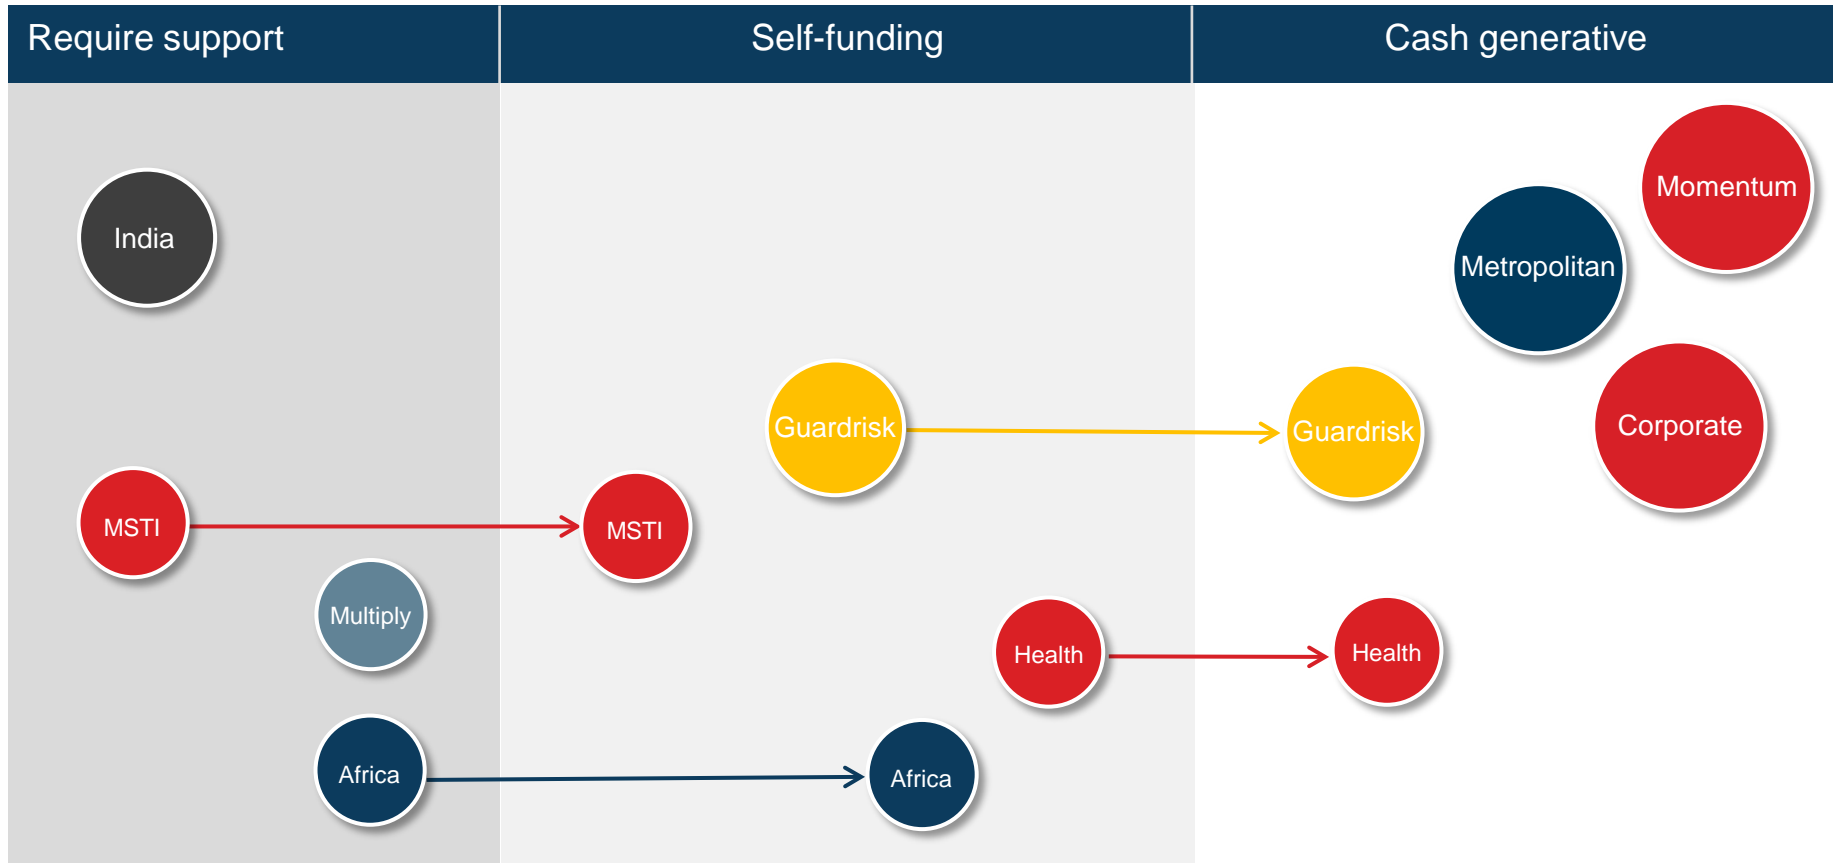 Require support
Self-funding
Cash generative
India
MSTI
Multiply
Africa
Guardrisk
MSTI
Health
Africa
Momentum
Metropolitan
Guardrisk
Corporate
Health